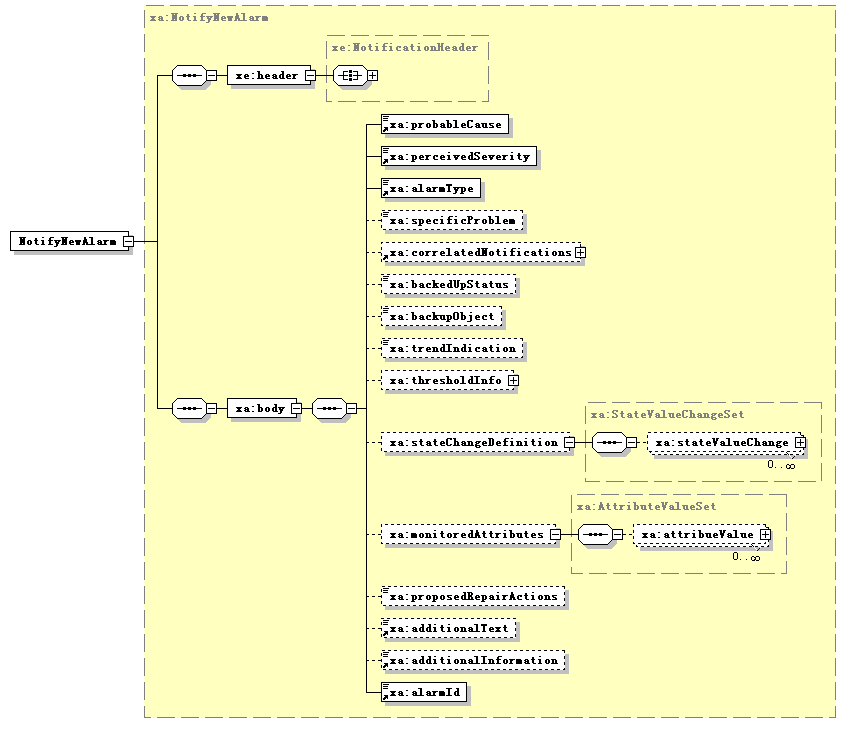 xa:NotifyNewAlarm
xe:NotificationHeader
xe:header
xa:probableCause
xa:perceivedSeverity
xa:alarmType
xa:specificProblem
NotifyNewAlarm
xa:correlatedNotifications
xa:backedUpStatus
xa:backupObject
xa:trendIndication
xa:thresholdInfo
xa:body
xa:StateValueChangeSet
xa:stateChangeDefinition
xa:stateValueChange
0..∞
xa:AttributeValueSet
xa:monitoredAttributes
xa:attribueValue
0..∞
xa:proposedRepairActions
xa:additionalText
xa:additionalInformation
xa:alarmId